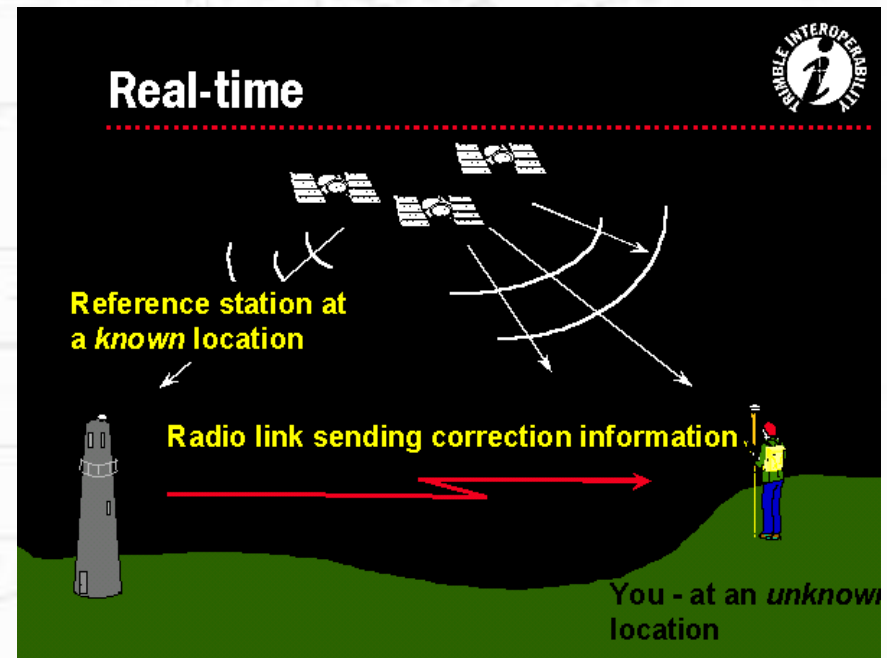 Real-time
TRIMBLE INTEROPERABILITY
i
Reference station at
a known location
Radio link sending correction information
You - at an unknown
location